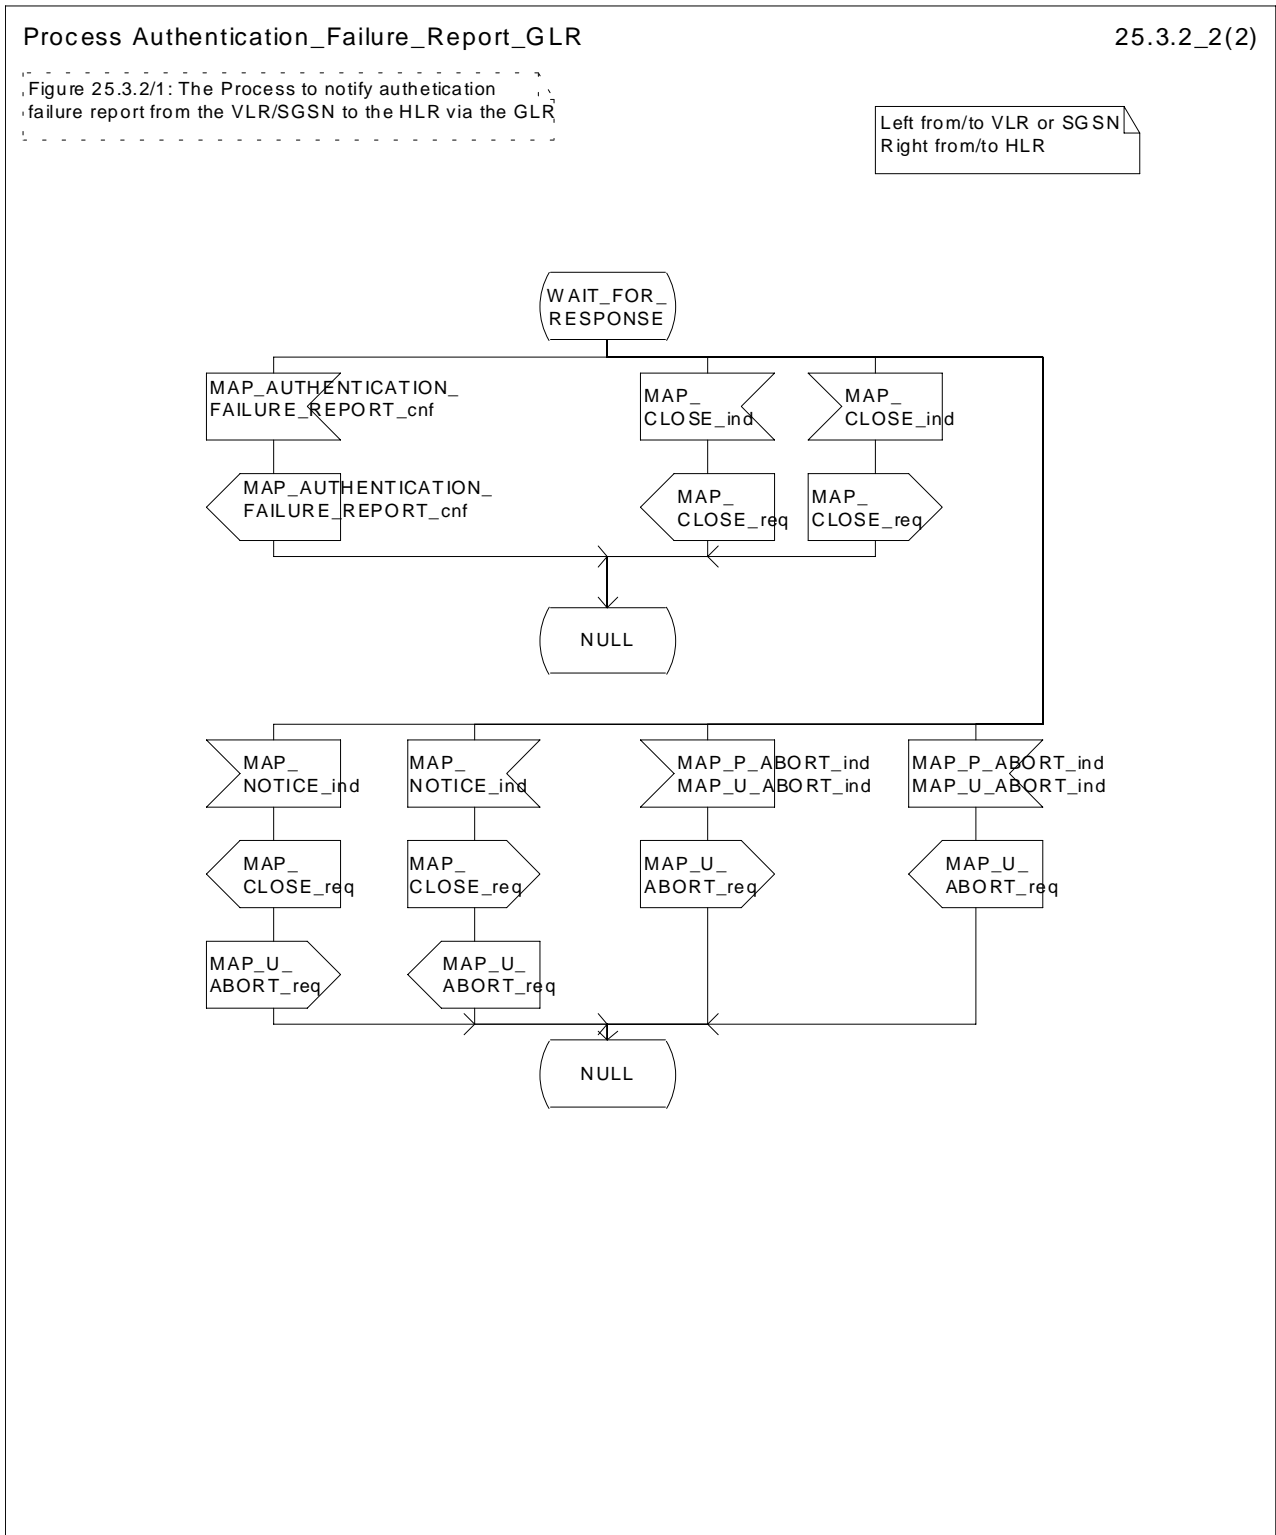 Process Authentication_Failure_Report_GLR
25.3.2_2(2)
Figure 25.3.2/1: The Process to notify authetication
failure report from the VLR/SGSN to the HLR via the GLR
Left from/to VLR or SGSN
Right from/to HLR
WAIT_FOR_
RESPONSE
MAP_AUTHENTICATION_
FAILURE_REPORT_cnf
MAP_
CLOSE_ind
MAP_
CLOSE_ind
MAP_AUTHENTICATION_
FAILURE_REPORT_cnf
MAP_
CLOSE_req
MAP_
CLOSE_req
NULL
MAP_
NOTICE_ind
MAP_
NOTICE_ind
MAP_P_ABORT_ind
MAP_U_ABORT_ind
MAP_P_ABORT_ind
MAP_U_ABORT_ind
MAP_
CLOSE_req
MAP_
CLOSE_req
MAP_U_
ABORT_req
MAP_U_
ABORT_req
MAP_U_
ABORT_req
MAP_U_
ABORT_req
NULL